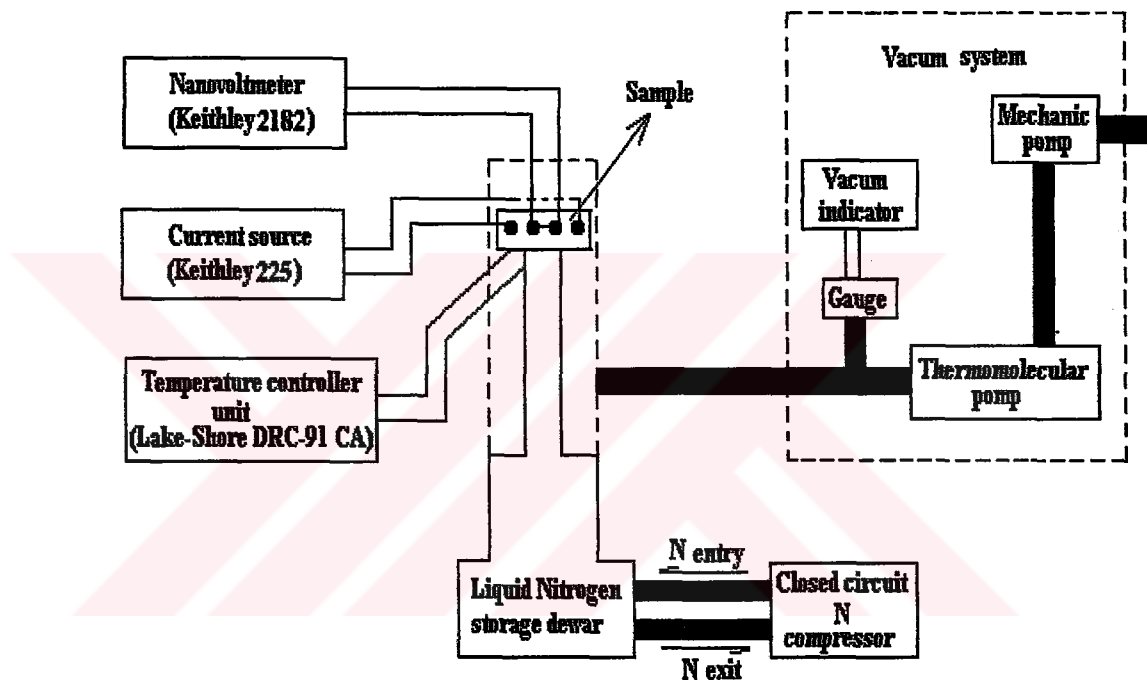 Nanovoltmeter
(Keithley 2182)
Sample
Vacum system
Mechanic
pomp
Vacum
indicator
Current source
(Keithley 225)
Gauge
Temperature controller
unit
(Lake-Shore DRC-91 CA)
Thermomolecular
pomp
N entry
Liquid Nitrogen
storage dewar
Closed circuit
N
compressor
N exit